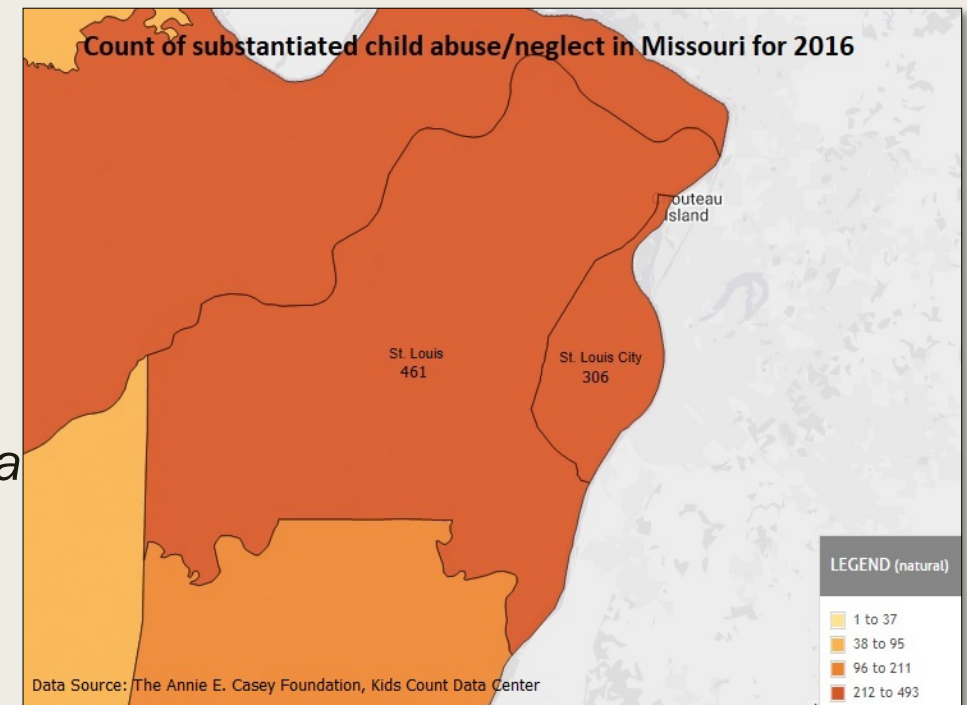 Count of substantiated child abuse/neglect in Missouri for 2016
outeau
Island
St. Louis
461
St. Louis City
306
a
LEGEND (natural)
1 to 37
38 to 95
96 to 211
212 to 493
Data Source: The Annie E. Casey Foundation, Kids Count Data Center